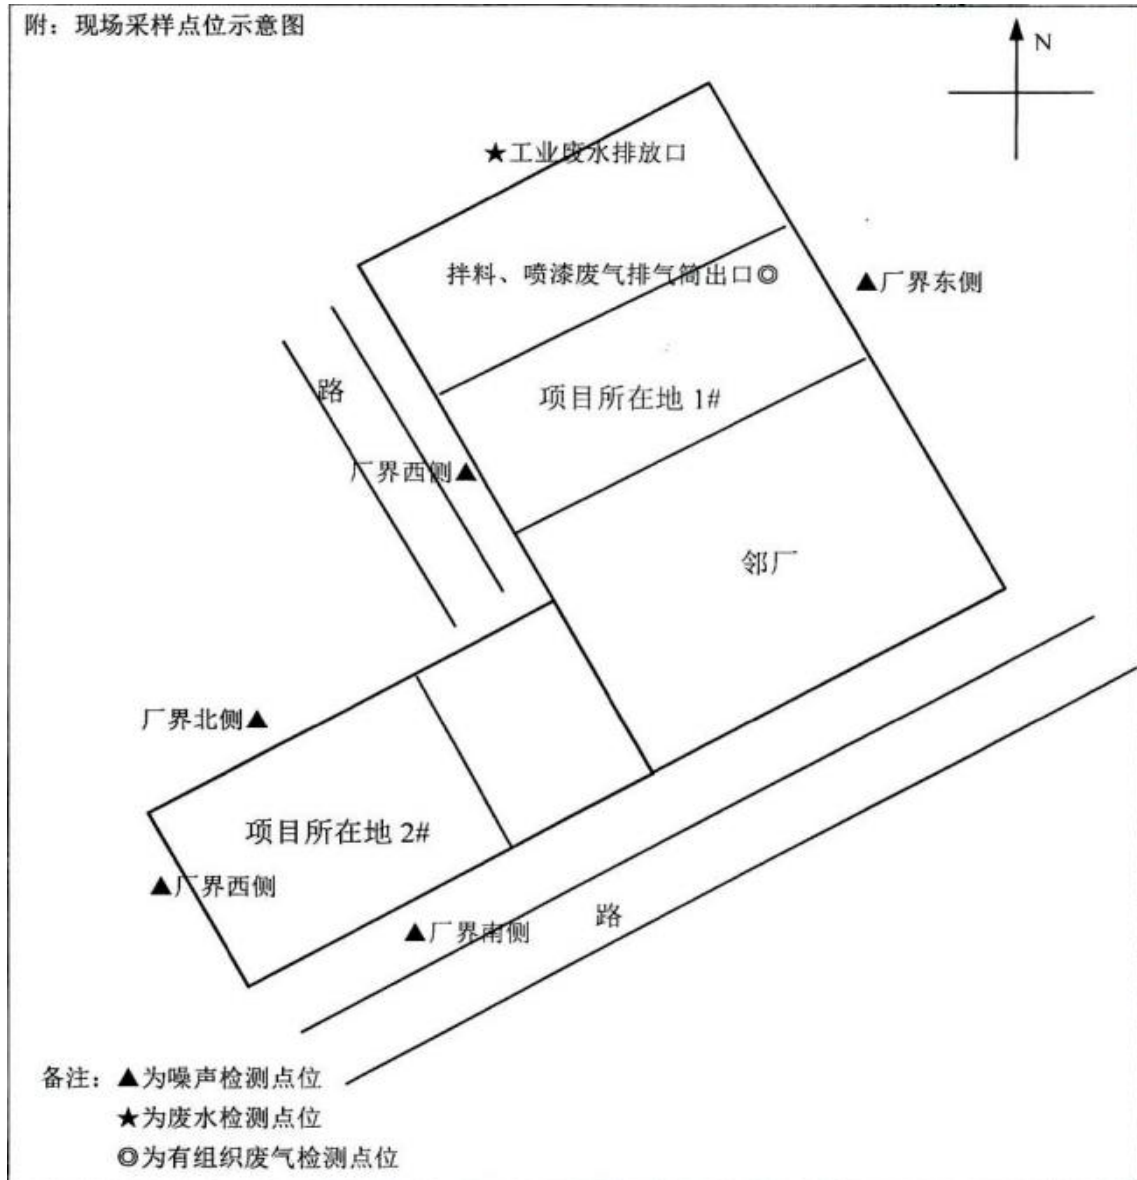 附：现场采样点位示意图
N
★工业废水排放口
拌料、喷漆废气排气筒出口◎
▲厂界东侧
路
项目所在地 1#
厂界西侧▲
邻厂
厂界北侧▲
项目所在地 2#
▲厂界西侧
▲厂界南侧
路
备注：▲为噪声检测点位
★为废水检测点位
◎为有组织废气检测点位